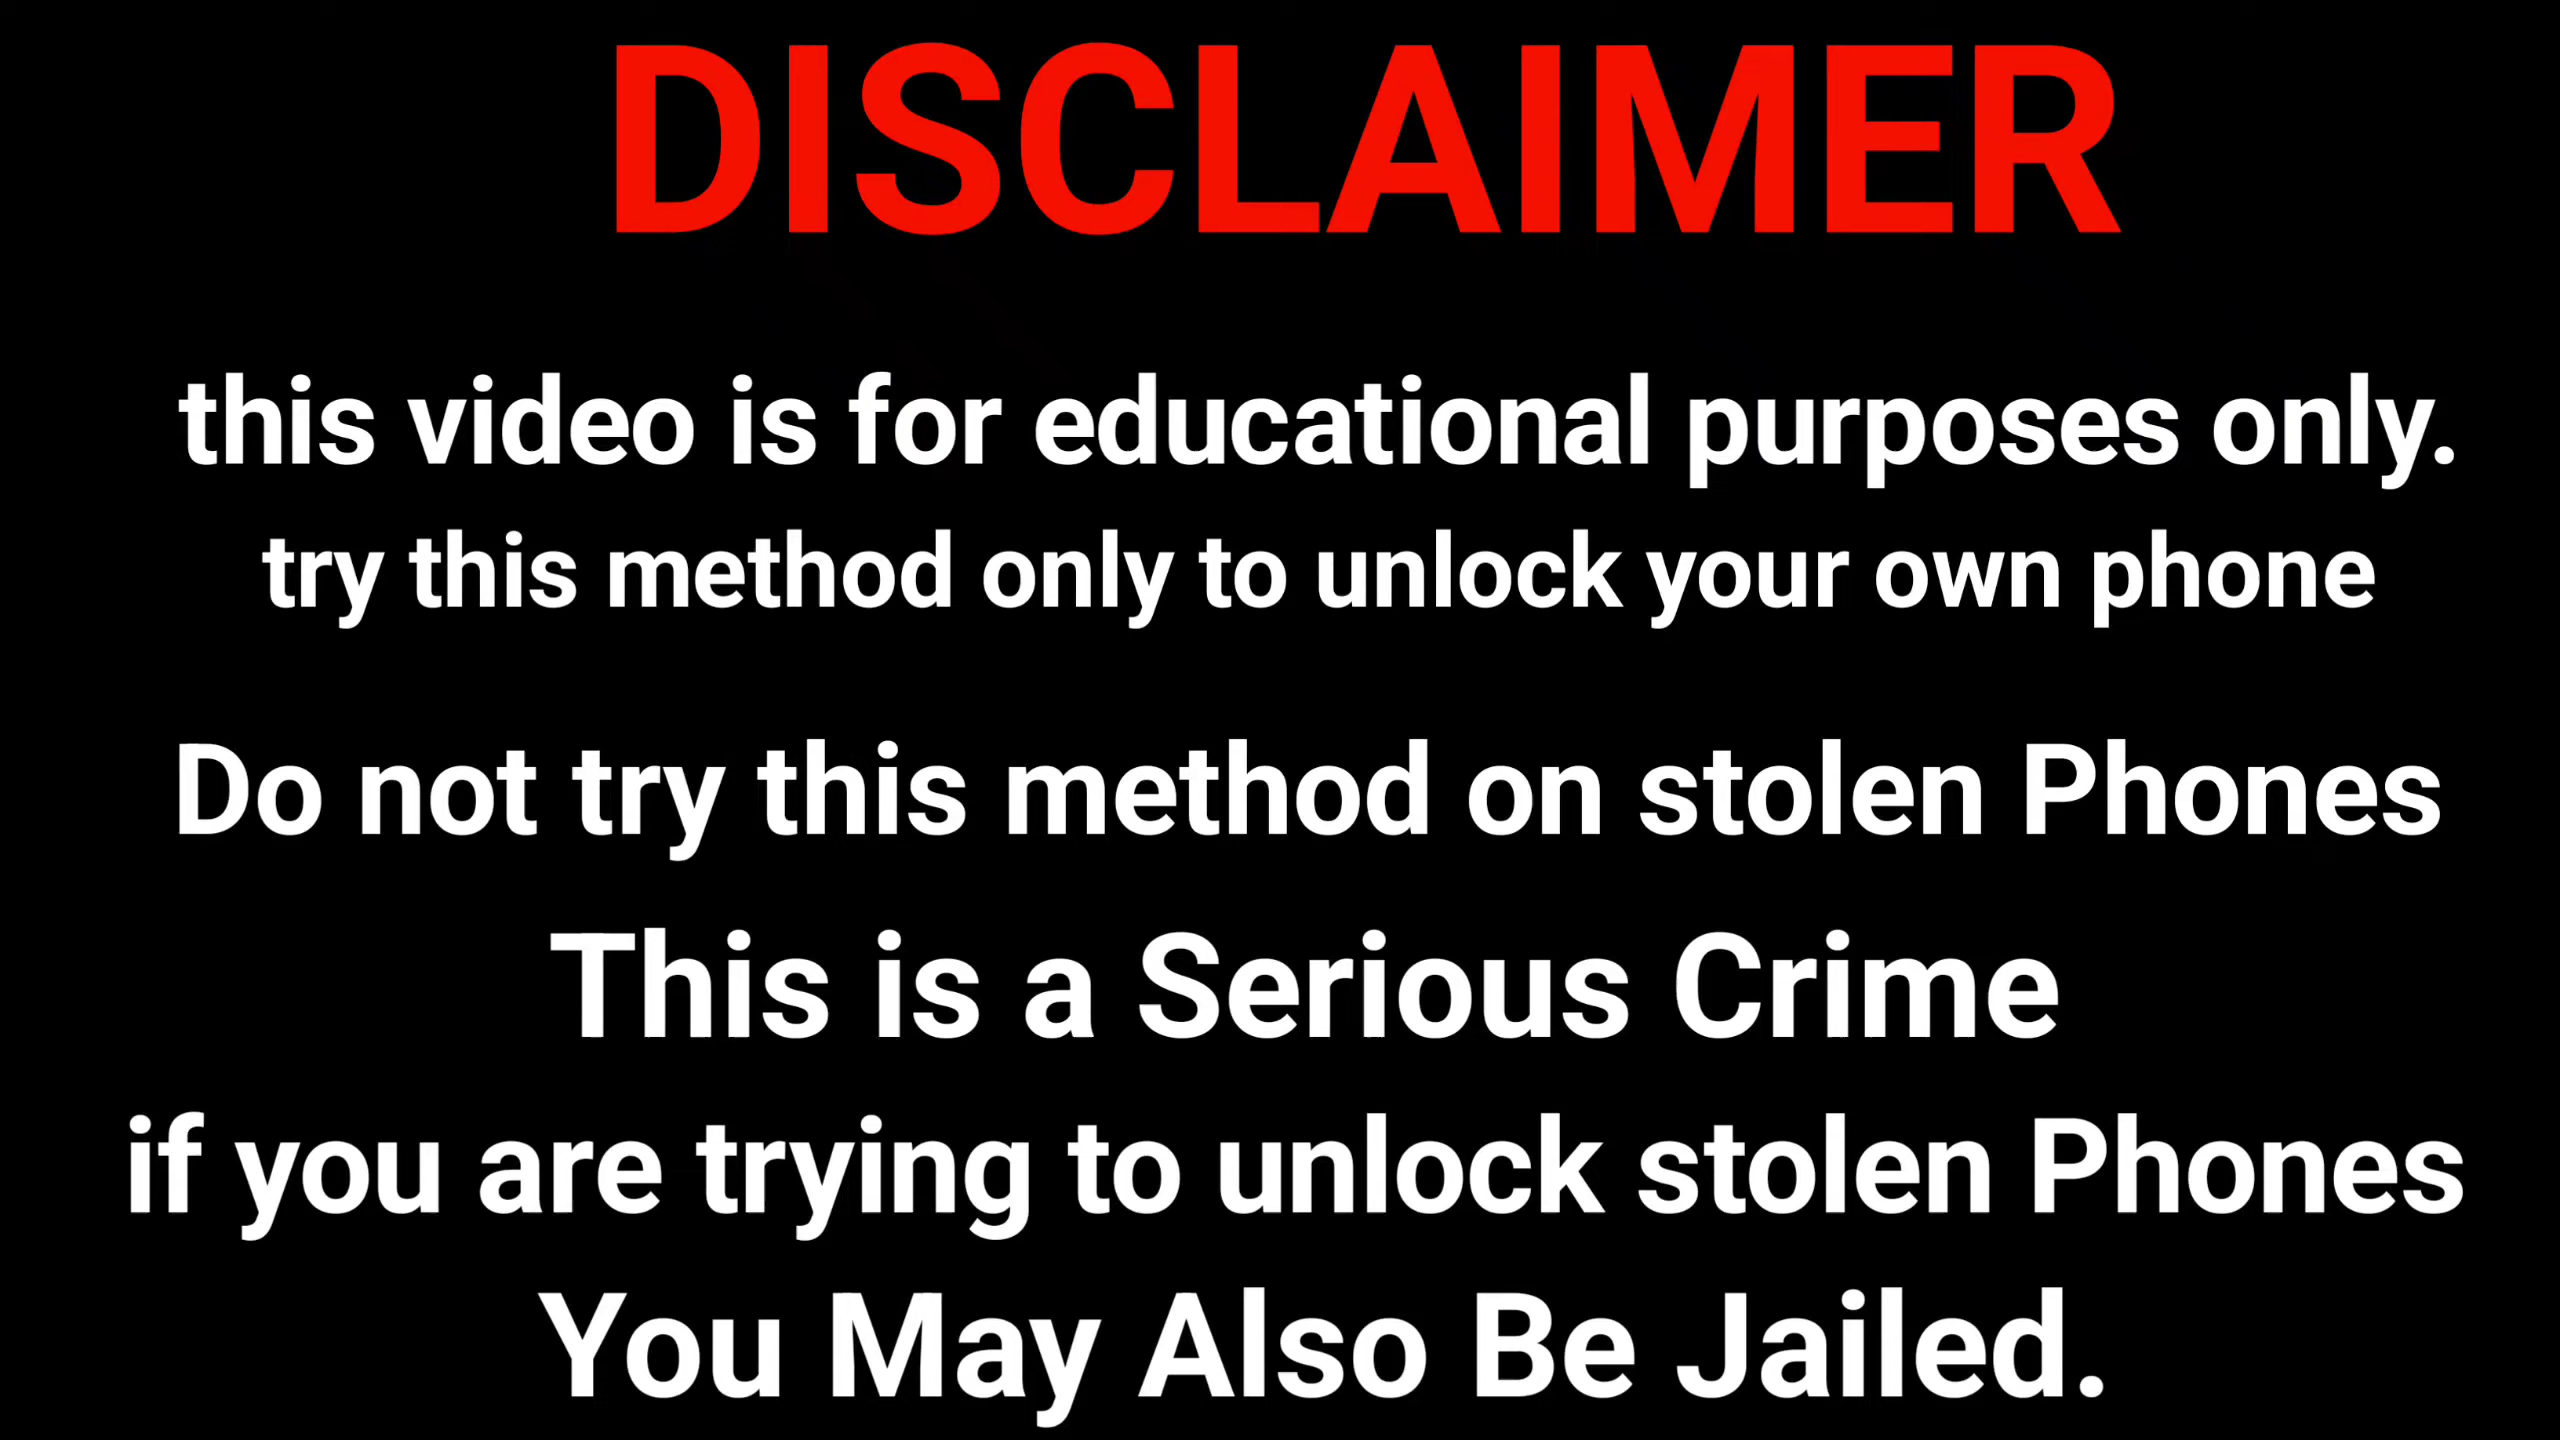 DISCLAIMER
this video is for educational purposes only.
try this method only to unlock your own phone
Do not try this method on stolen Phones
This is a Serious Crime
if you are trying to unlock stolen Phones
You May Also Be Jailed.